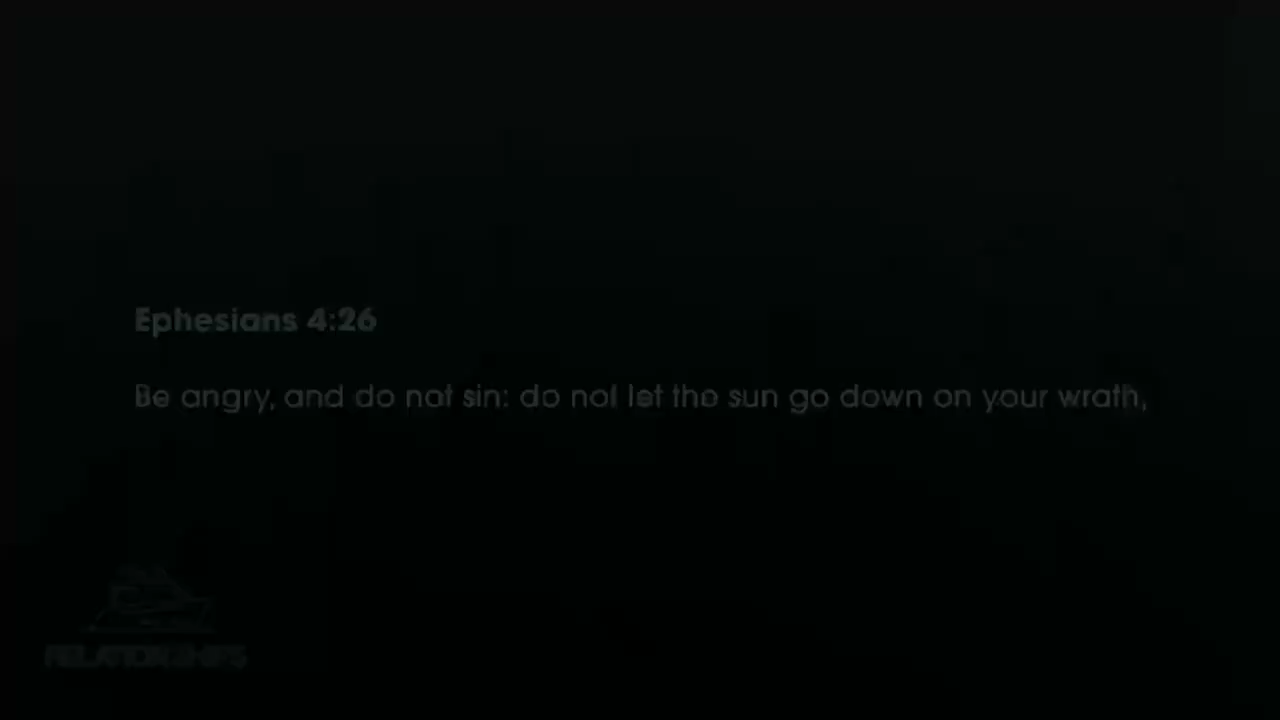 Ephesians 4:26
Be angry, and do not sin: do not let the sun go down on your wrath,
RELATIONSHIPS